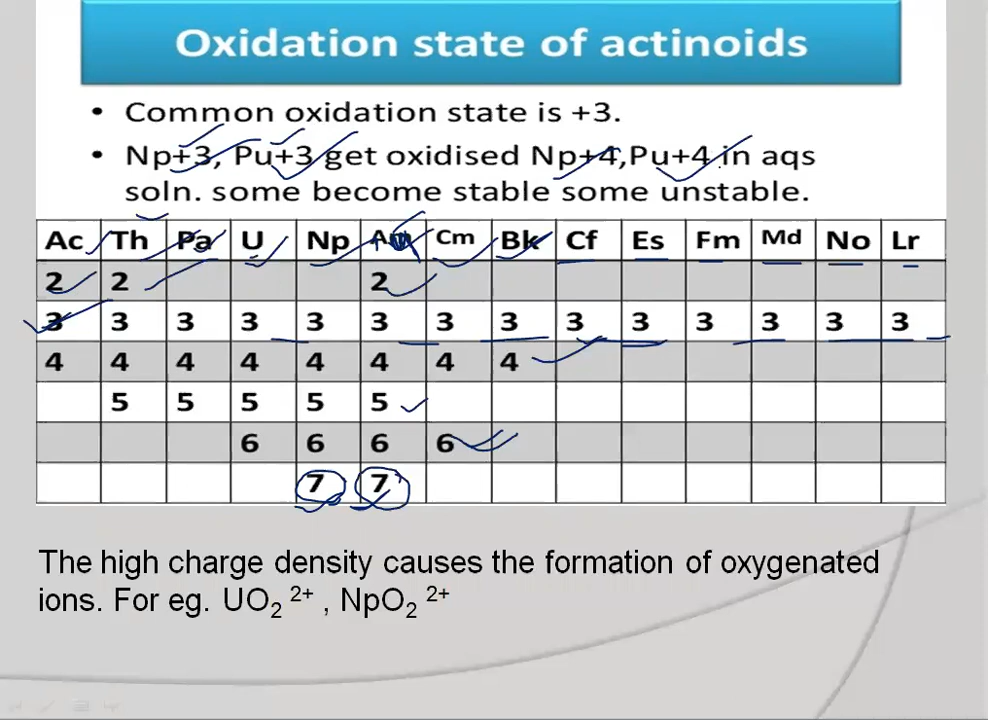 Oxidation state of actinoids
• Common oxidation state is +3.
• Np+3, Pu+3 get oxidised Np+4,Pu+4 in aqs
soln. some become stable some unstable.
Ac Th Pa U Np Am Cm Bk Cf Es Fm Md No Lr
2 2 2
3 3 3 3 3 3 3 3 3 3 3 3 3 3
4 4 4 4 4 4 4 4
5 5 5 5 5
6 6 6 6
7 7
The high charge density causes the formation of oxygenated
ions. For eg. UO₂ ²⁺ , NpO₂ ²⁺